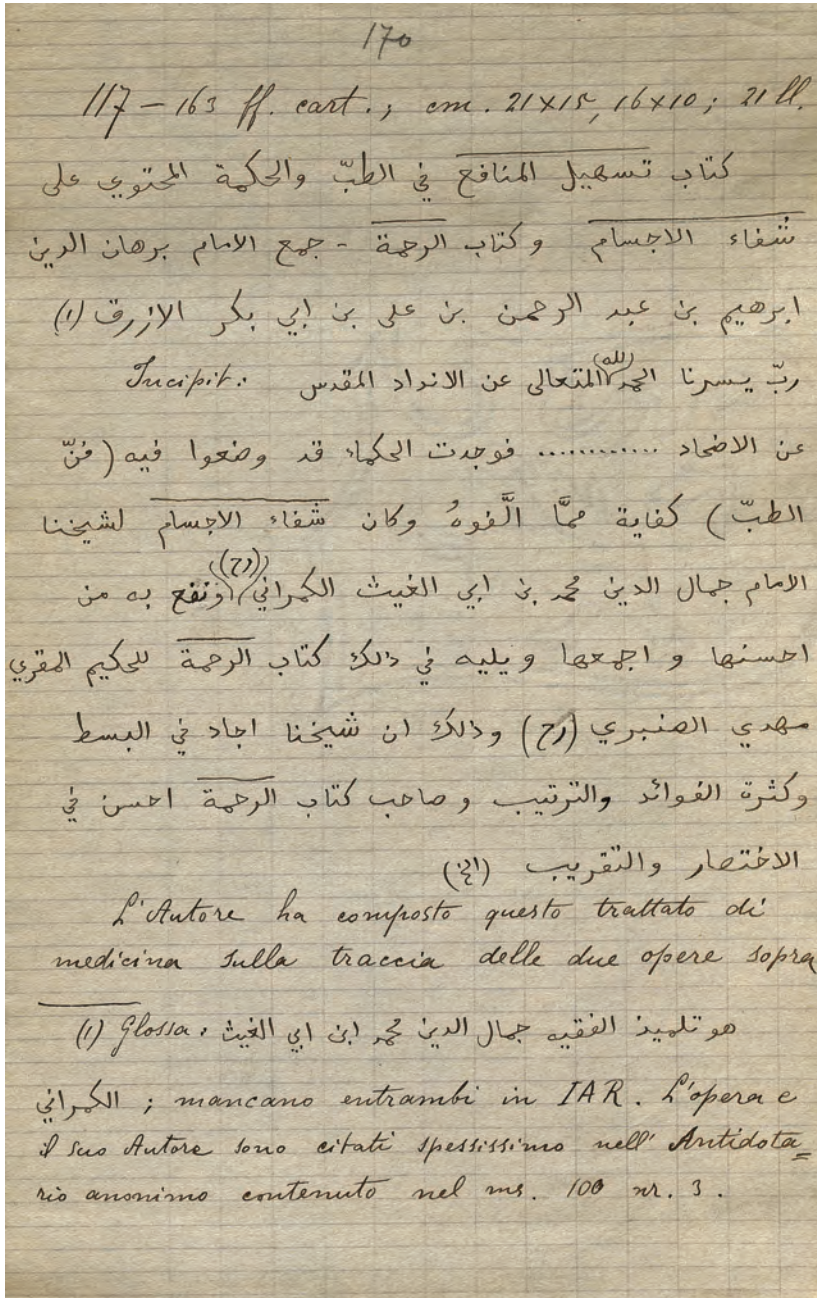 170
117 – 163 ff. cart.; cm. 21×15, 16×10; 21 ll.
كتاب تسهيل المنافع في الطبّ والحكمة المحتوي على
شفاء الاجسام وكتاب الرحمة - جمع الامام برهان الدين
ابرهيم بن عبد الرحمن بن على بن ابي بكر الازرق (١)
Incipit: ربّ يسرنا الحمد (لله) المتعالى عن الانداد المقدس
عن الاضداد ............ فوجدت الحكماء قد وضعوا فيه (فنّ
الطبّ) كفاية ممَّا الَّفوهُ وكان شفاء الاجسام لشيخنا
الامام جمال الدين محمد بن ابي الغيث الكمراني ((رح)) ونفع به من
احسنها و اجمعها ويليه في ذلك كتاب الرحمة للحكيم المقري
مهدي الصنبري (رح) وذلك ان شيخنا اجاد في البسط
وكثرة الفوائد والترتيب وصاحب كتاب الرحمة احسن في
الاختصار والتقريب (الخ)
L'Autore ha composto questo trattato di
medicina sulla traccia delle due opere sopra
(1) Glossa: هو تلميذ الفقيه جمال الدين محمد ابن ابي الغيث
الكمراني ; mancano entrambi in IAR. L'opera e
il suo Autore sono citati spessissimo nell' Antidota=
rio anonimo contenuto nel ms. 100 nr. 3.